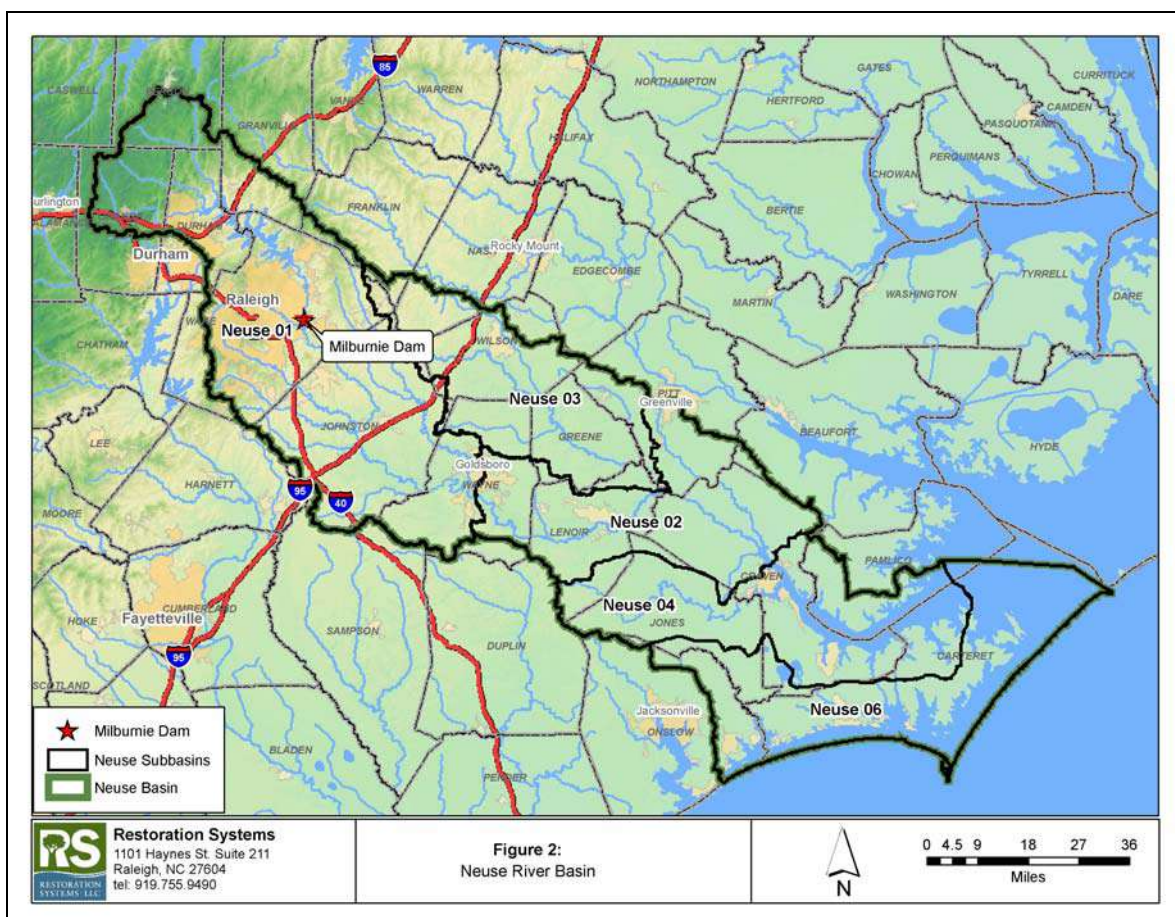 85
CASWELL
VANCE
WARREN
NORTHAMPTON
GATES
CURRITUCK
HERTFORD
CAMDEN
PASQUOTANK
GRANVILLE
HALIFAX
PERQUIMANS
CHOWAN
FRANKLIN
BERTIE
urlington
DURHAM
Durham
NASH
Rocky Mount
EDGECOMBE
TYRRELL
MARTIN
WASHINGTON
DARE
Raleigh
WAKE
Neuse 01
Milburnie Dam
CHATHAM
WILSON
PITT
Greenville
Neuse 03
BEAUFORT
HYDE
LEE
JOHNSTON
GREENE
Goldsboro
WAYNE
HARNETT
95
40
MOORE
Neuse 02
LENOIR
PAMLICO
CRAVEN
Neuse 04
JONES
HOKE
CUMBERLAND
Fayetteville
SAMPSON
DUPLIN
CARTERET
95
SCOTLAND
Neuse 06
Jacksonville
ONSLOW
BLADEN
PENDER
Milburnie Dam
Neuse Subbasins
Neuse Basin
RS
RESTORATION
SYSTEMS LLC
Restoration Systems
1101 Haynes St. Suite 211
Raleigh, NC 27604
tel: 919.755.9490
Figure 2:
Neuse River Basin
N
0 4.5 9 18 27 36
Miles